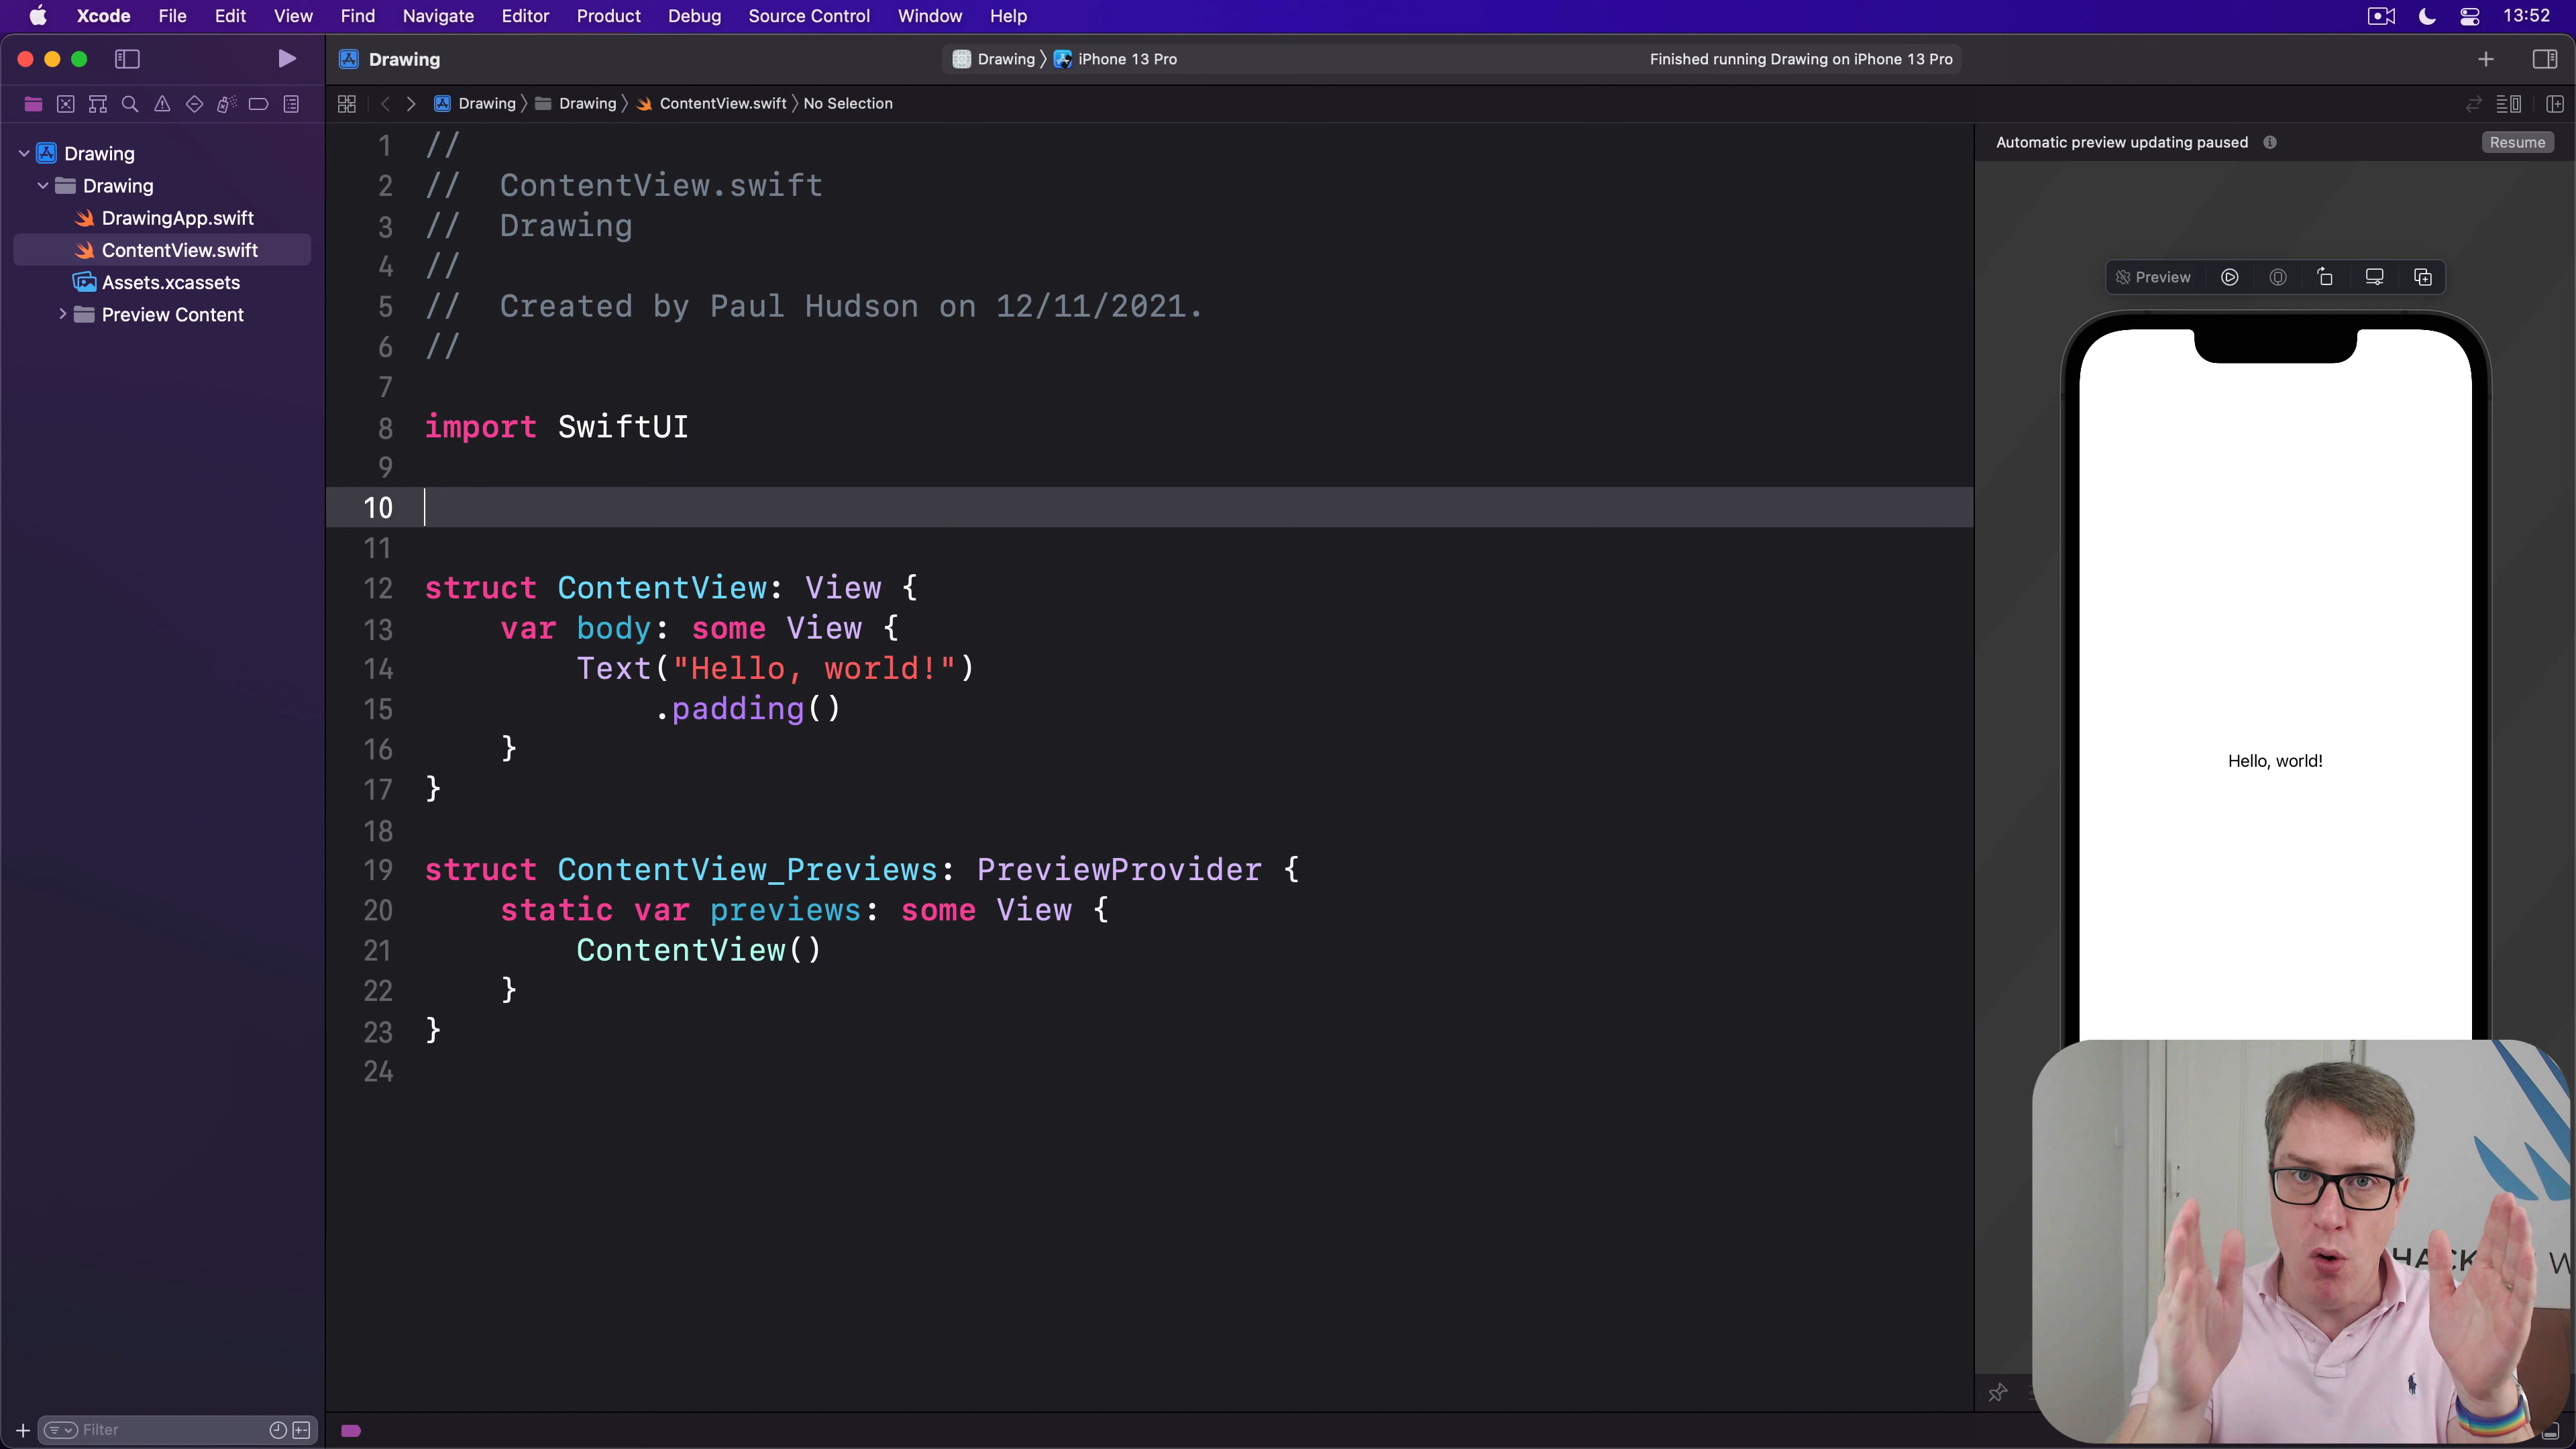 Xcode File Edit View Find Navigate Editor Product Debug Source Control Window Help 13:52
Drawing
Drawing iPhone 13 Pro
Finished running Drawing on iPhone 13 Pro
Drawing Drawing ContentView.swift No Selection
Drawing
Drawing
DrawingApp.swift
ContentView.swift
Assets.xcassets
Preview Content
Filter
1 //
2 // ContentView.swift
3 // Drawing
4 //
5 // Created by Paul Hudson on 12/11/2021.
6 //
7
8 import SwiftUI
9
10
11
12 struct ContentView: View {
13 var body: some View {
14 Text("Hello, world!")
15 .padding()
16 }
17 }
18
19 struct ContentView_Previews: PreviewProvider {
20 static var previews: some View {
21 ContentView()
22 }
23 }
24
Automatic preview updating paused Resume
Preview
Hello, world!
HACK W